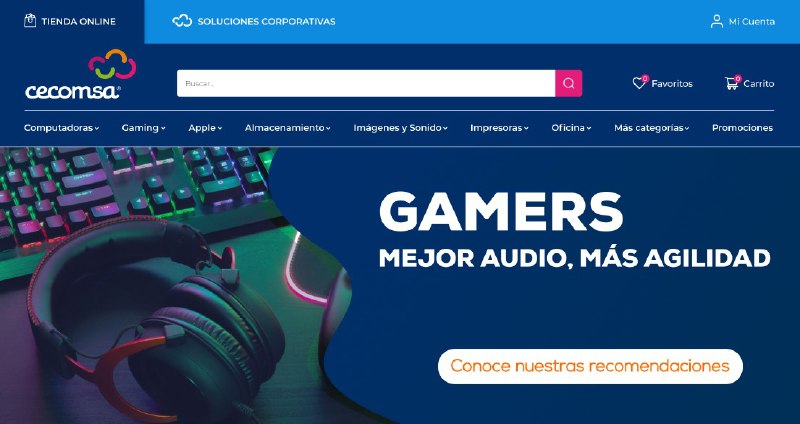 TIENDA ONLINE
SOLUCIONES CORPORATIVAS
Mi Cuenta
cecomsa®
Buscar...
0
Favoritos
0
Carrito
Computadoras
Gaming
Apple
Almacenamiento
Imágenes y Sonido
Impresoras
Oficina
Más categorías
Promociones
GAMERS
MEJOR AUDIO, MÁS AGILIDAD
Conoce nuestras recomendaciones